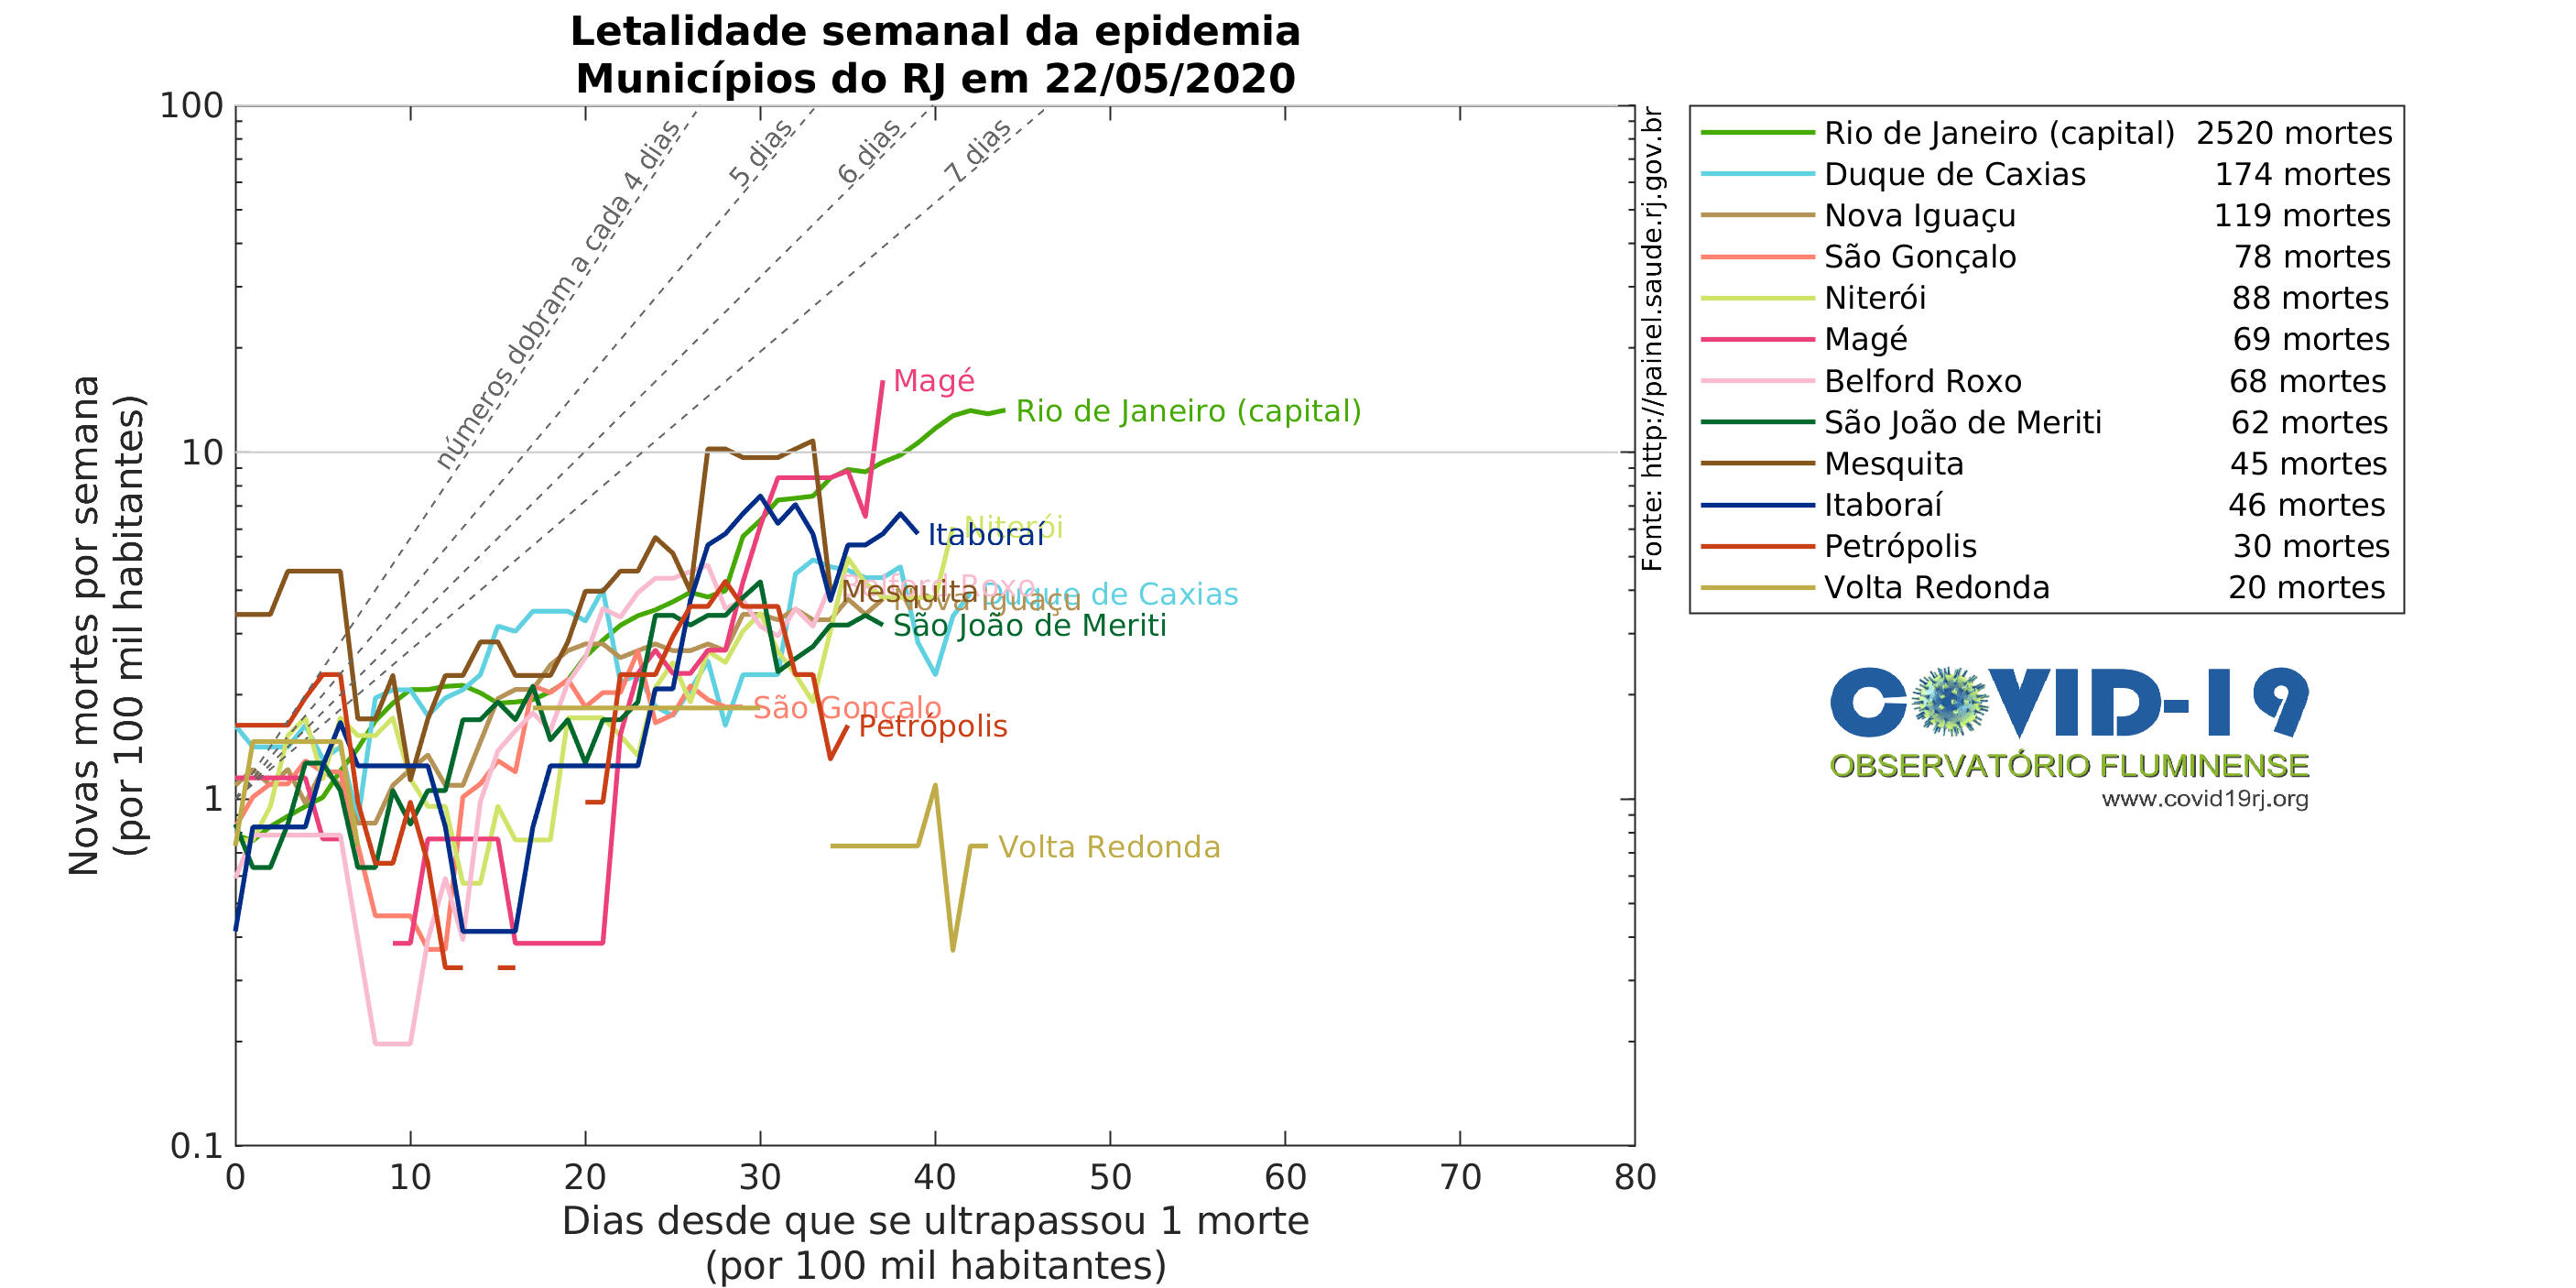 Letalidade semanal da epidemia
Municípios do RJ em 22/05/2020
Novas mortes por semana
(por 100 mil habitantes)
100
10
1
0.1
números dobram a cada 4 dias
5 dias
6 dias
7 dias
Magé
Rio de Janeiro (capital)
Niterói
Itaboraí
Belford Roxo
Mesquita
Duque de Caxias
Nova Iguaçu
São João de Meriti
São Gonçalo
Petrópolis
Volta Redonda
0 10 20 30 40 50 60 70 80
Dias desde que se ultrapassou 1 morte
(por 100 mil habitantes)
Fonte: http://painel.saude.rj.gov.br
Rio de Janeiro (capital) 2520 mortes
Duque de Caxias 174 mortes
Nova Iguaçu 119 mortes
São Gonçalo 78 mortes
Niterói 88 mortes
Magé 69 mortes
Belford Roxo 68 mortes
São João de Meriti 62 mortes
Mesquita 45 mortes
Itaboraí 46 mortes
Petrópolis 30 mortes
Volta Redonda 20 mortes
COVID-19
OBSERVATÓRIO FLUMINENSE
www.covid19rj.org